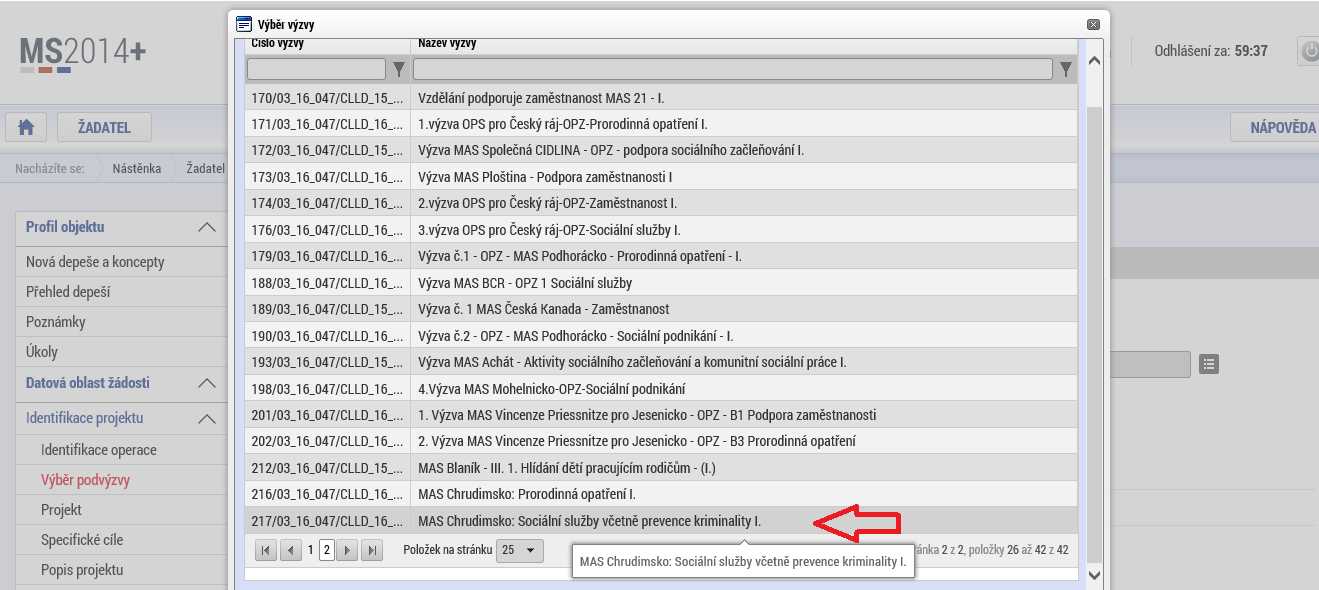 MS2014+
Odhlášení za: 59:37
ŽADATEL
NÁPOVĚDA
Nacházíte se:
Nástěnka
Žadatel
Profil objektu
Nová depeše a koncepty
Přehled depeší
Poznámky
Úkoly
Datová oblast žádosti
Identifikace projektu
Identifikace operace
Výběr podvýzvy
Projekt
Specifické cíle
Popis projektu
Výběr výzvy
Číslo výzvy Název výzvy
170/03_16_047/CLLD_15_... Vzdělání podporuje zaměstnanost MAS 21 - I.
171/03_16_047/CLLD_16_... 1.výzva OPS pro Český ráj-OPZ-Prorodinná opatření I.
172/03_16_047/CLLD_15_... Výzva MAS Společná CIDLINA - OPZ - podpora sociálního začleňování I.
173/03_16_047/CLLD_16_... Výzva MAS Ploština - Podpora zaměstnanosti I
174/03_16_047/CLLD_16_... 2.výzva OPS pro Český ráj-OPZ-Zaměstnanost I.
176/03_16_047/CLLD_16_... 3.výzva OPS pro Český ráj-OPZ-Sociální služby I.
179/03_16_047/CLLD_16_... Výzva č.1 - OPZ - MAS Podhorácko - Prorodinná opatření - I.
188/03_16_047/CLLD_16_... Výzva MAS BCR - OPZ 1 Sociální služby
189/03_16_047/CLLD_16_... Výzva č. 1 MAS Česká Kanada - Zaměstnanost
190/03_16_047/CLLD_16_... Výzva č.2 - OPZ - MAS Podhorácko - Sociální podnikání - I.
193/03_16_047/CLLD_15_... Výzva MAS Achát - Aktivity sociálního začleňování a komunitní sociální práce I.
198/03_16_047/CLLD_16_... 4.Výzva MAS Mohelnicko-OPZ-Sociální podnikání
201/03_16_047/CLLD_16_... 1. Výzva MAS Vincenze Priessnitze pro Jesenicko - OPZ - B1 Podpora zaměstnanosti
202/03_16_047/CLLD_16_... 2. Výzva MAS Vincenze Priessnitze pro Jesenicko - OPZ - B3 Prorodinná opatření
212/03_16_047/CLLD_15_... MAS Blaník - III. 1. Hlídání dětí pracujícím rodičům - (I.)
216/03_16_047/CLLD_16_... MAS Chrudimsko: Prorodinná opatření I.
217/03_16_047/CLLD_16_... MAS Chrudimsko: Sociální služby včetně prevence kriminality I.
1 2 Položek na stránku 25 ránka 2 z 2, položky 26 až 42 z 42
MAS Chrudimsko: Sociální služby včetně prevence kriminality I.